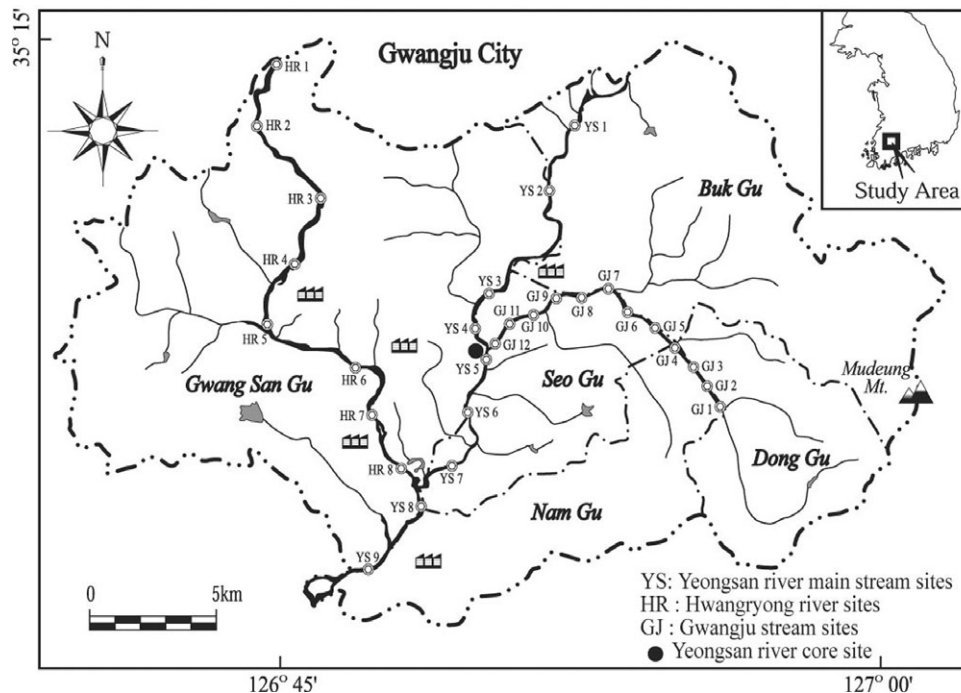 35° 15'
N
Gwangju City
Study Area
HR 1
HR 2
YS 1
HR 3
YS 2
Buk Gu
HR 4
YS 3
GJ 7
GJ 9
GJ 8
GJ 11
GJ 10
GJ 6
GJ 5
HR 5
YS 4
GJ 12
GJ 4
YS 5
GJ 3
Mudeung
Mt.
HR 6
Gwang San Gu
Seo Gu
GJ 2
GJ 1
HR 7
YS 6
Dong Gu
HR 8
YS 7
YS 8
Nam Gu
YS 9
0 5km
YS: Yeongsan river main stream sites
HR : Hwangryong river sites
GJ : Gwangju stream sites
Yeongsan river core site
126° 45'
127° 00'